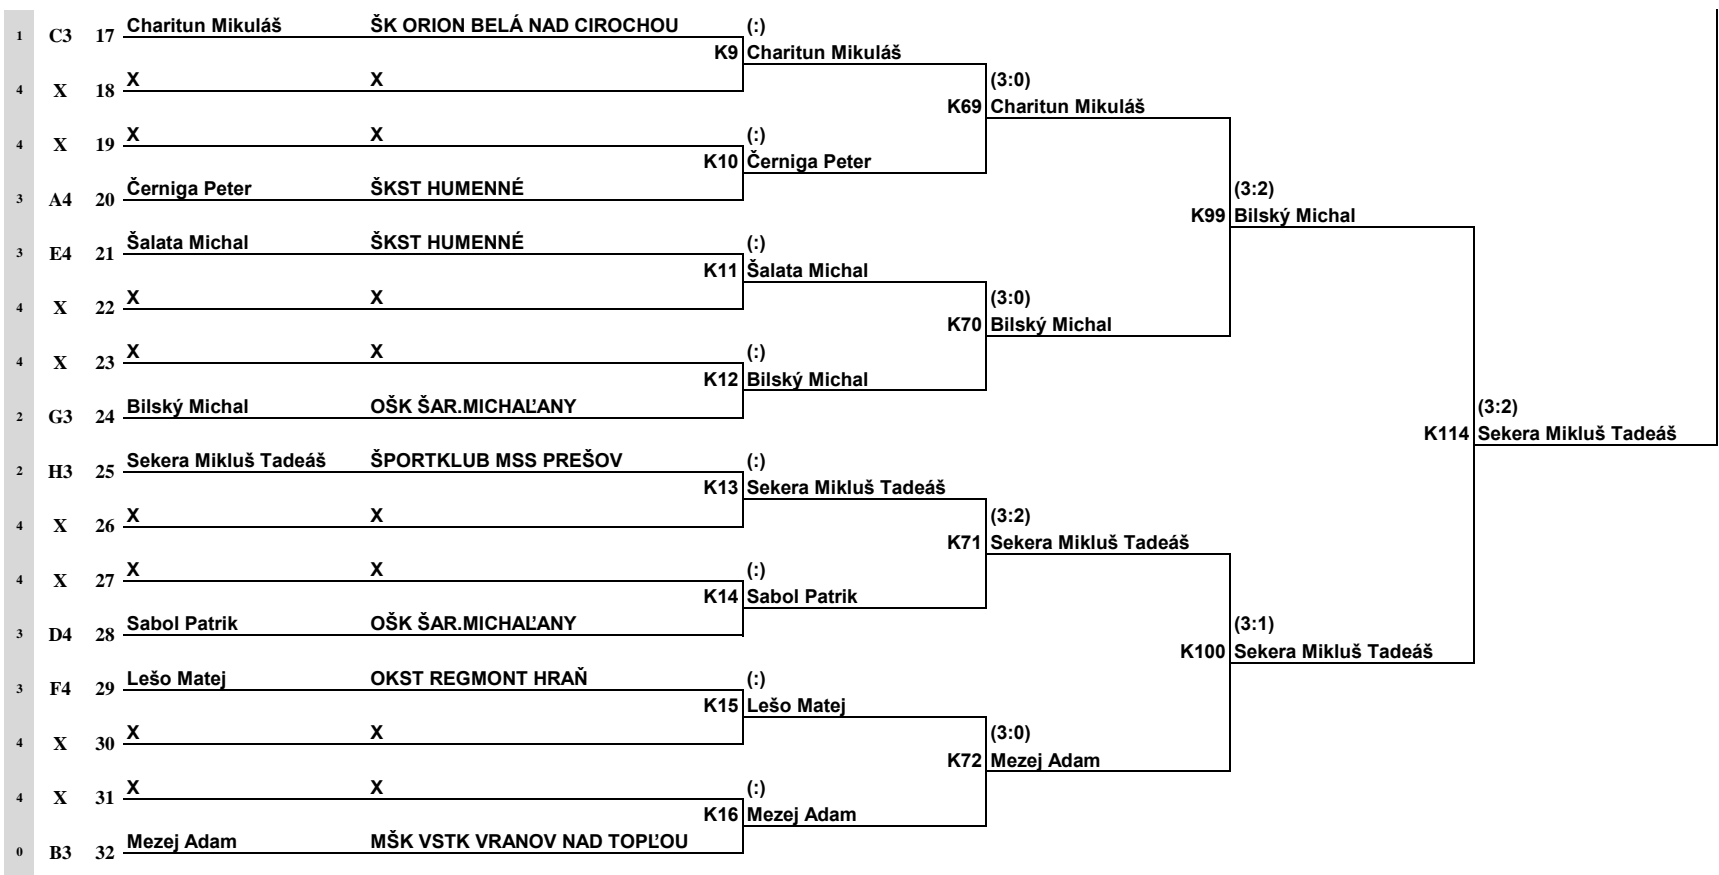 1 C3 17 Charitun Mikuláš ŠK ORION BELÁ NAD CIROCHOU (:)
K9 Charitun Mikuláš
4 X 18 X X (3:0)
K69 Charitun Mikuláš
4 X 19 X X (:)
K10 Černiga Peter
3 A4 20 Černiga Peter ŠKST HUMENNÉ (3:2)
K99 Bilský Michal
3 E4 21 Šalata Michal ŠKST HUMENNÉ (:)
K11 Šalata Michal
4 X 22 X X (3:0)
K70 Bilský Michal
4 X 23 X X (:)
K12 Bilský Michal
2 G3 24 Bilský Michal OŠK ŠAR.MICHAĽANY (3:2)
K114 Sekera Mikluš Tadeáš
2 H3 25 Sekera Mikluš Tadeáš ŠPORTKLUB MSS PREŠOV (:)
K13 Sekera Mikluš Tadeáš
4 X 26 X X (3:2)
K71 Sekera Mikluš Tadeáš
4 X 27 X X (:)
K14 Sabol Patrik
3 D4 28 Sabol Patrik OŠK ŠAR.MICHAĽANY (3:1)
K100 Sekera Mikluš Tadeáš
3 F4 29 Lešo Matej OKST REGMONT HRAŇ (:)
K15 Lešo Matej
4 X 30 X X (3:0)
K72 Mezej Adam
4 X 31 X X (:)
K16 Mezej Adam
0 B3 32 Mezej Adam MŠK VSTK VRANOV NAD TOPĽOU